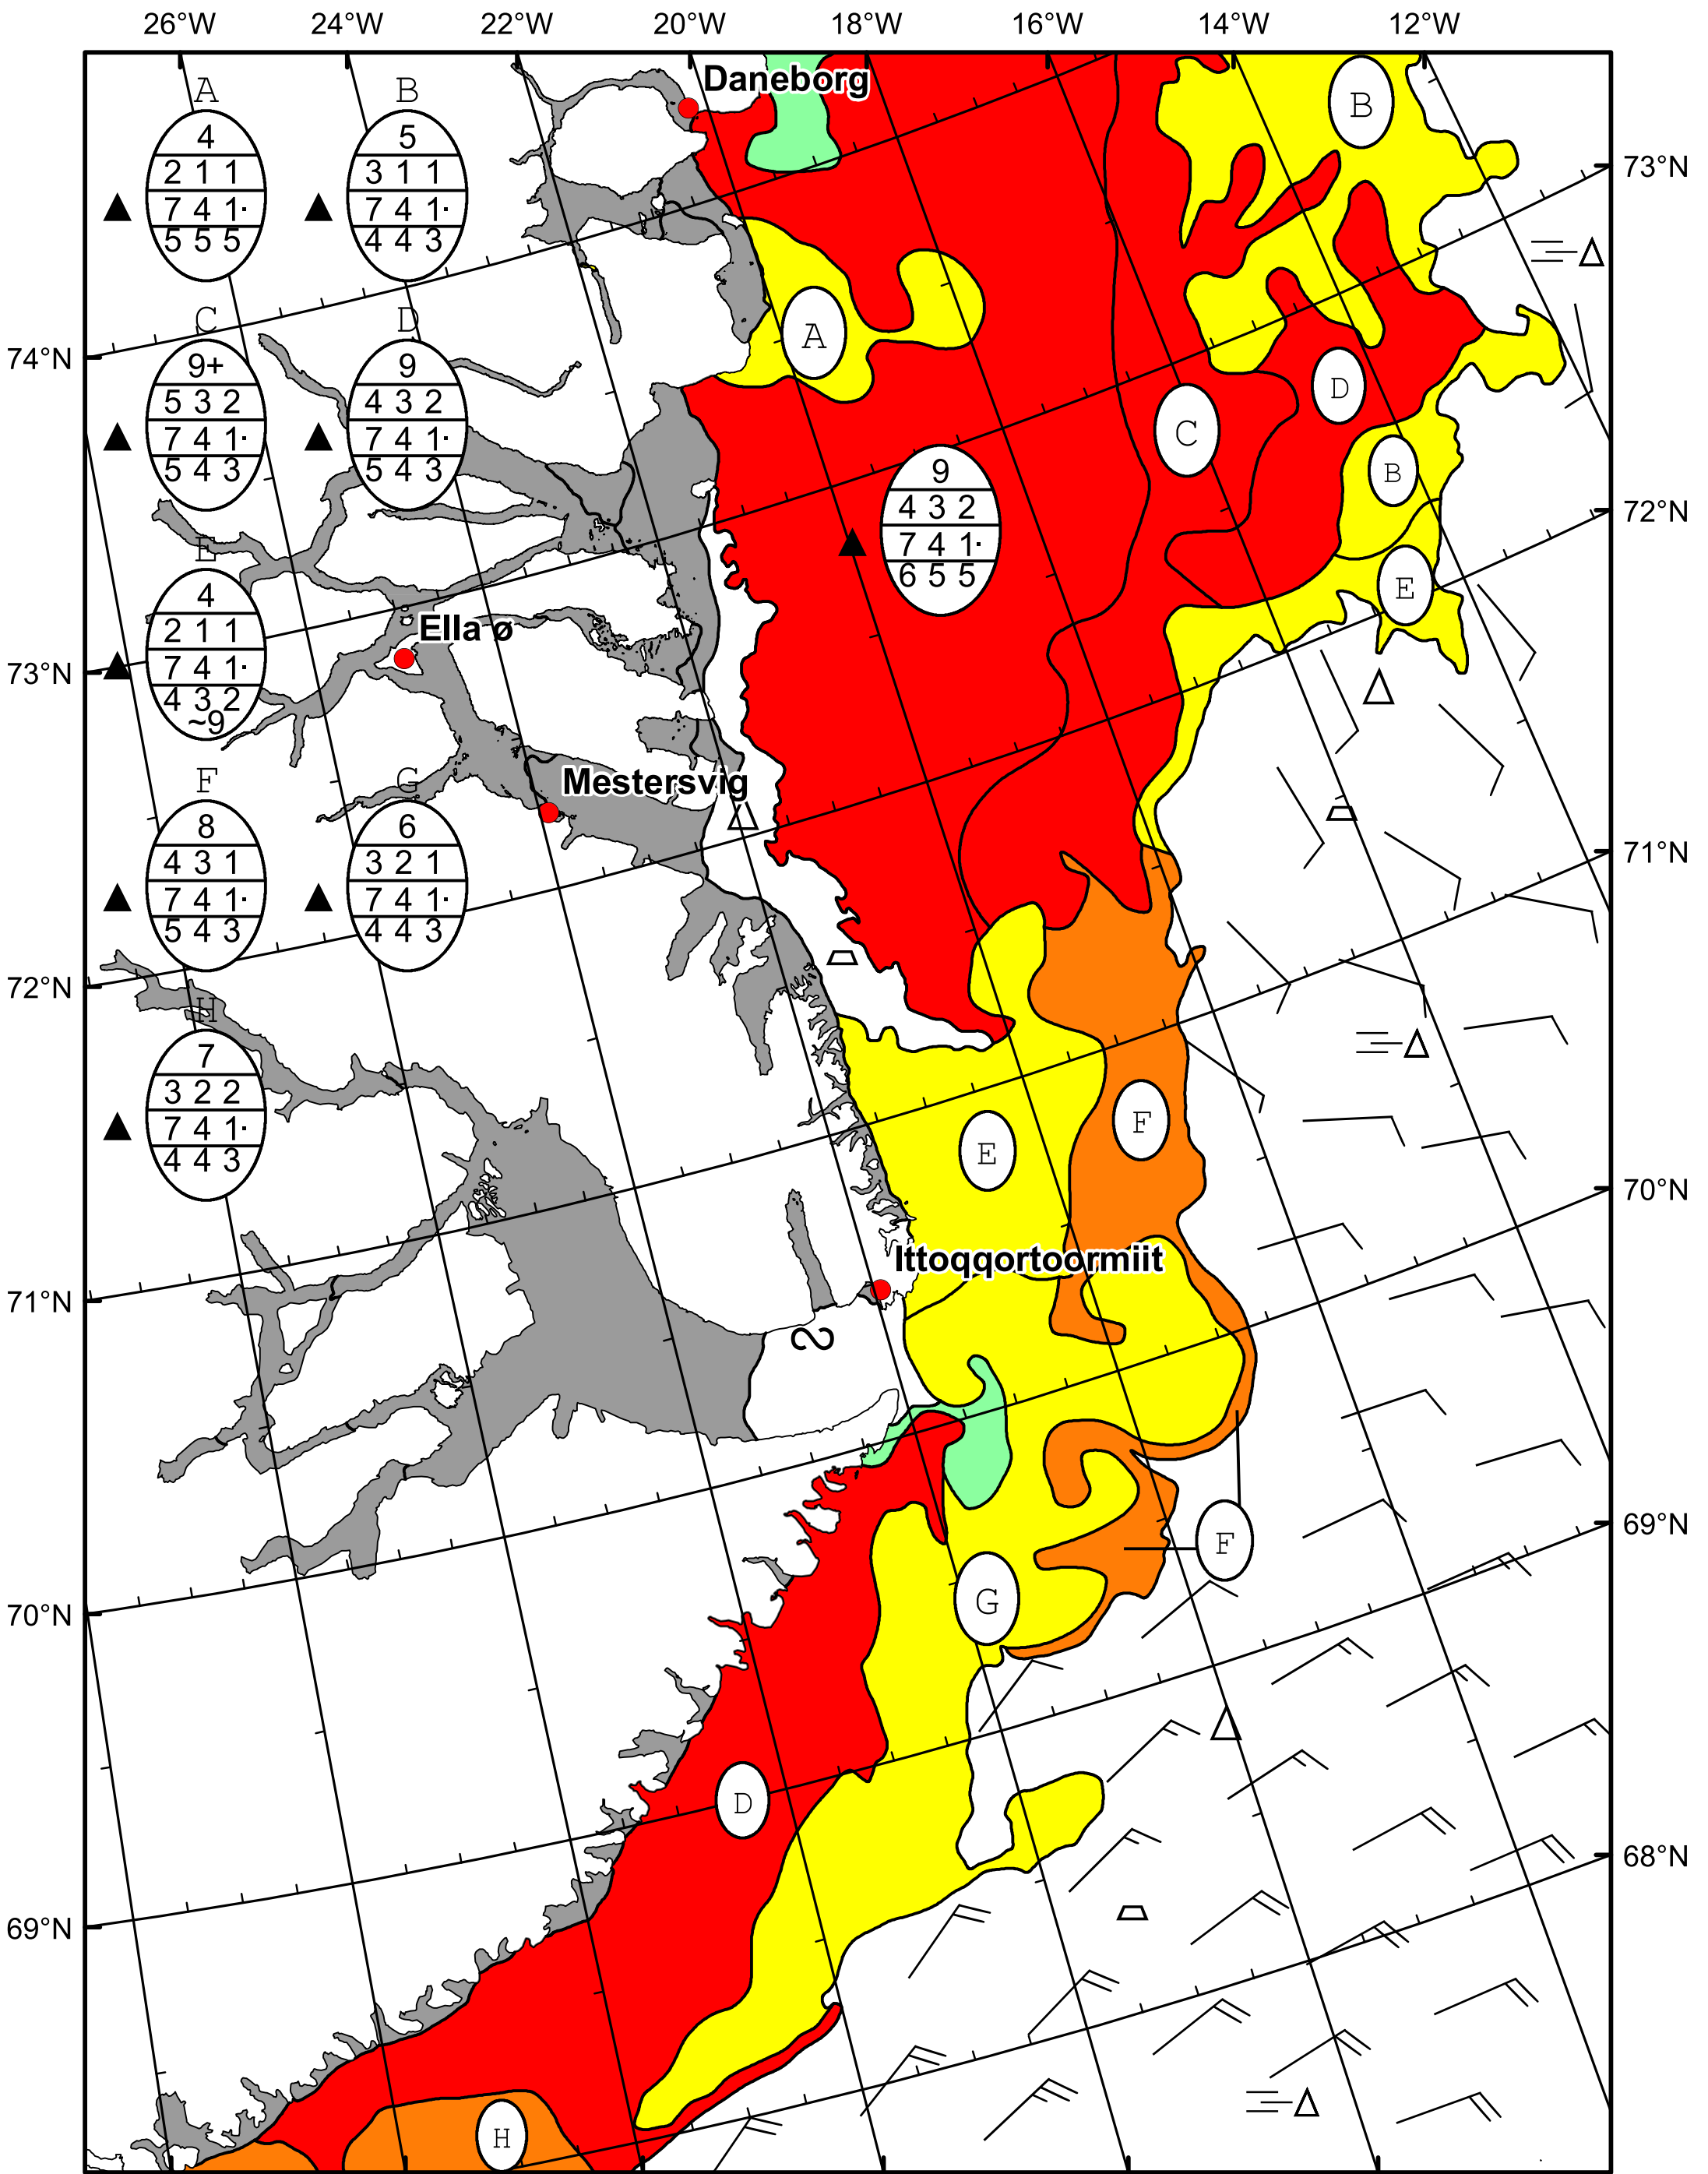 26°W 24°W 22°W 20°W 18°W 16°W 14°W 12°W
Daneborg
A
4
2 1 1
7 4 1·
5 5 5
B
5
3 1 1
7 4 1·
4 4 3
B
73°N
A
74°N
C
9+
5 3 2
7 4 1·
5 4 3
D
9
4 3 2
7 4 1·
5 4 3
D
C
B
9
4 3 2
7 4 1·
6 5 5
72°N
E
E
4
2 1 1
7 4 1·
4 3 2
~9
Ella ø
73°N
Mestersvig
F
8
4 3 1
7 4 1·
5 4 3
G
6
3 2 1
7 4 1·
4 4 3
71°N
72°N
H
7
3 2 2
7 4 1·
4 4 3
F
E
70°N
Ittoqqortoormiit
71°N
69°N
F
G
70°N
D
68°N
69°N
H